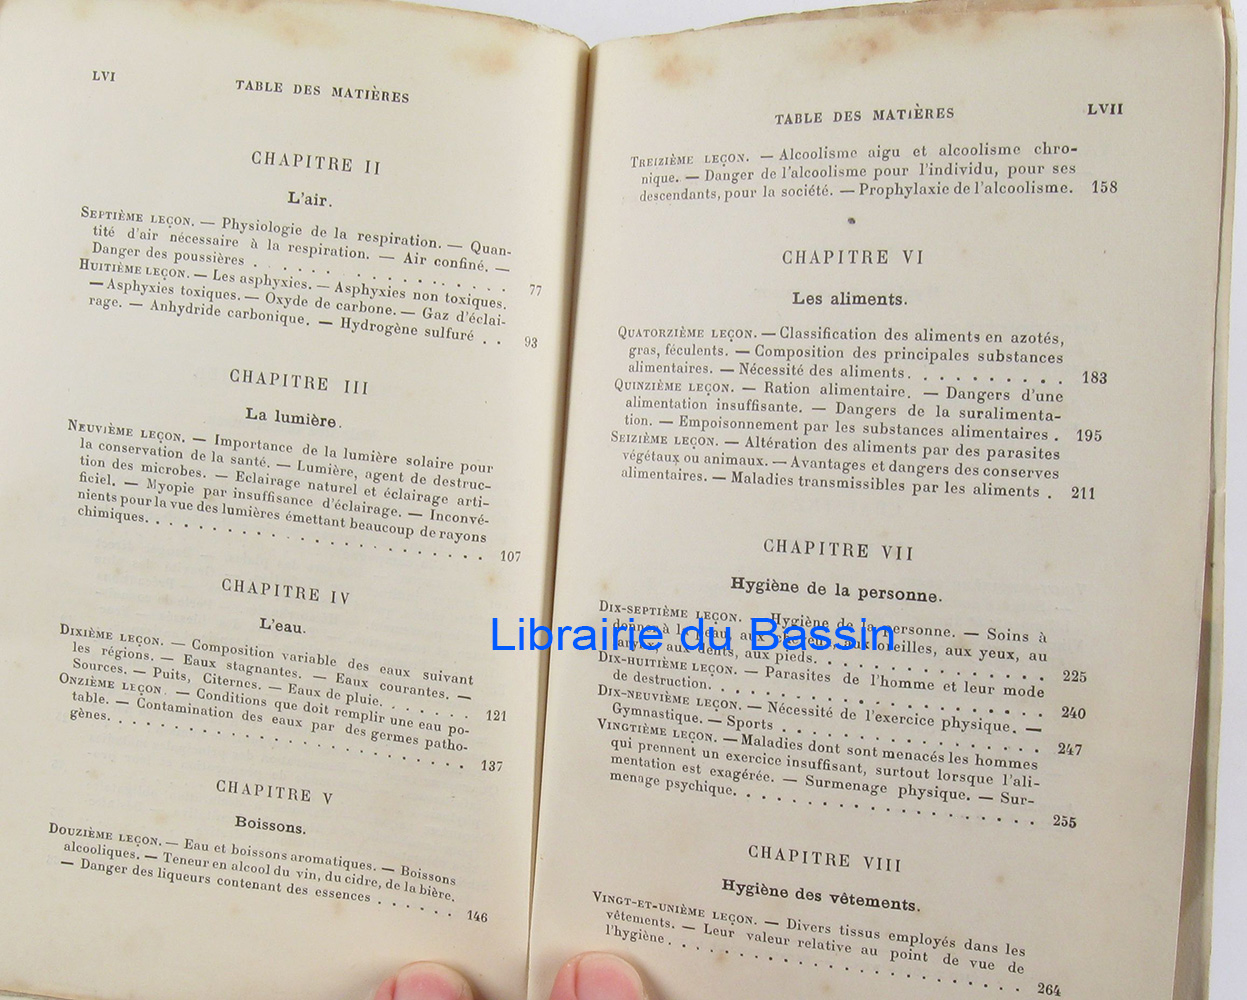 LVI
TABLE DES MATIÈRES
CHAPITRE II
L'air.
SEPTIÈME LEÇON. — Physiologie de la respiration. — Quan-
tité d'air nécessaire à la respiration. — Air confiné. —
Danger des poussières . . . . . . . . . . . . . . . 77
HUITIÈME LEÇON. — Les asphyxies. — Asphyxies non toxiques.
— Asphyxies toxiques. — Oxyde de carbone. — Gaz d'éclai-
rage. — Anhydride carbonique. — Hydrogène sulfuré . . 93
CHAPITRE III
La lumière.
NEUVIÈME LEÇON. — Importance de la lumière solaire pour
la conservation de la santé. — Lumière, agent de destruc-
tion des microbes. — Eclairage naturel et éclairage arti-
ficiel. — Myopie par insuffisance d'éclairage. — Inconvé-
nients pour la vue des lumières émettant beaucoup de rayons
chimiques. . . . . . . . . . . . . . . . . . . . . . 107
CHAPITRE IV
L'eau.
DIXIÈME LEÇON. — Composition variable des eaux suivant
les régions. — Eaux stagnantes. — Eaux courantes. —
Sources. — Puits, Citernes. — Eaux de pluie. . . . . . . 121
ONZIÈME LEÇON — Conditions que doit remplir une eau po-
table. — Contamination des eaux par des germes patho-
gènes. . . . . . . . . . . . . . . . . . . . . . . . 137
CHAPITRE V
Boissons.
DOUZIÈME LEÇON. — Eau et boissons aromatiques. — Boissons
alcooliques. — Teneur en alcool du vin, du cidre, de la bière.
— Danger des liqueurs contenant des essences . . . . . . 146
TABLE DES MATIÈRES
LVII
TREIZIÈME LEÇON. — Alcoolisme aigu et alcoolisme chro-
nique. — Danger de l'alcoolisme pour l'individu, pour ses
descendants, pour la société. — Prophylaxie de l'alcoolisme. 158
CHAPITRE VI
Les aliments.
QUATORZIÈME LEÇON. — Classification des aliments en azotés,
gras, féculents. — Composition des principales substances
alimentaires. — Nécessité des aliments. . . . . . . . . . 183
QUINZIÈME LEÇON. — Ration alimentaire. — Dangers d'une
alimentation insuffisante. — Dangers de la suralimenta-
tion. — Empoisonnement par les substances alimentaires . 195
SEIZIÈME LEÇON. — Altération des aliments par des parasites
végétaux ou animaux. — Avantages et dangers des conserves
alimentaires. — Maladies transmissibles par les aliments . 211
CHAPITRE VII
Hygiène de la personne.
DIX-SEPTIÈME LEÇON. — Hygiène de la personne. — Soins à
donner à la peau, aux cheveux, aux oreilles, aux yeux, au
larynx, aux dents, aux pieds. . . . . . . . . . . . . . 225
DIX-HUITIÈME LEÇON. — Parasites de l'homme et leur mode
de destruction. . . . . . . . . . . . . . . . . . . . 240
DIX-NEUVIÈME LEÇON. — Nécessité de l'exercice physique. —
Gymnastique. — Sports . . . . . . . . . . . . . . . . 247
VINGTIÈME LEÇON. — Maladies dont sont menacés les hommes
qui prennent un exercice insuffisant, surtout lorsque l'ali-
mentation est exagérée. — Surmenage physique. — Sur-
menage psychique. . . . . . . . . . . . . . . . . . . 255
CHAPITRE VIII
Hygiène des vêtements.
VINGT-ET-UNIÈME LEÇON. — Divers tissus employés dans les
vêtements. — Leur valeur relative au point de vue de
l'hygiène. . . . . . . . . . . . . . . . . . . . . . 264
Librairie du Bassin